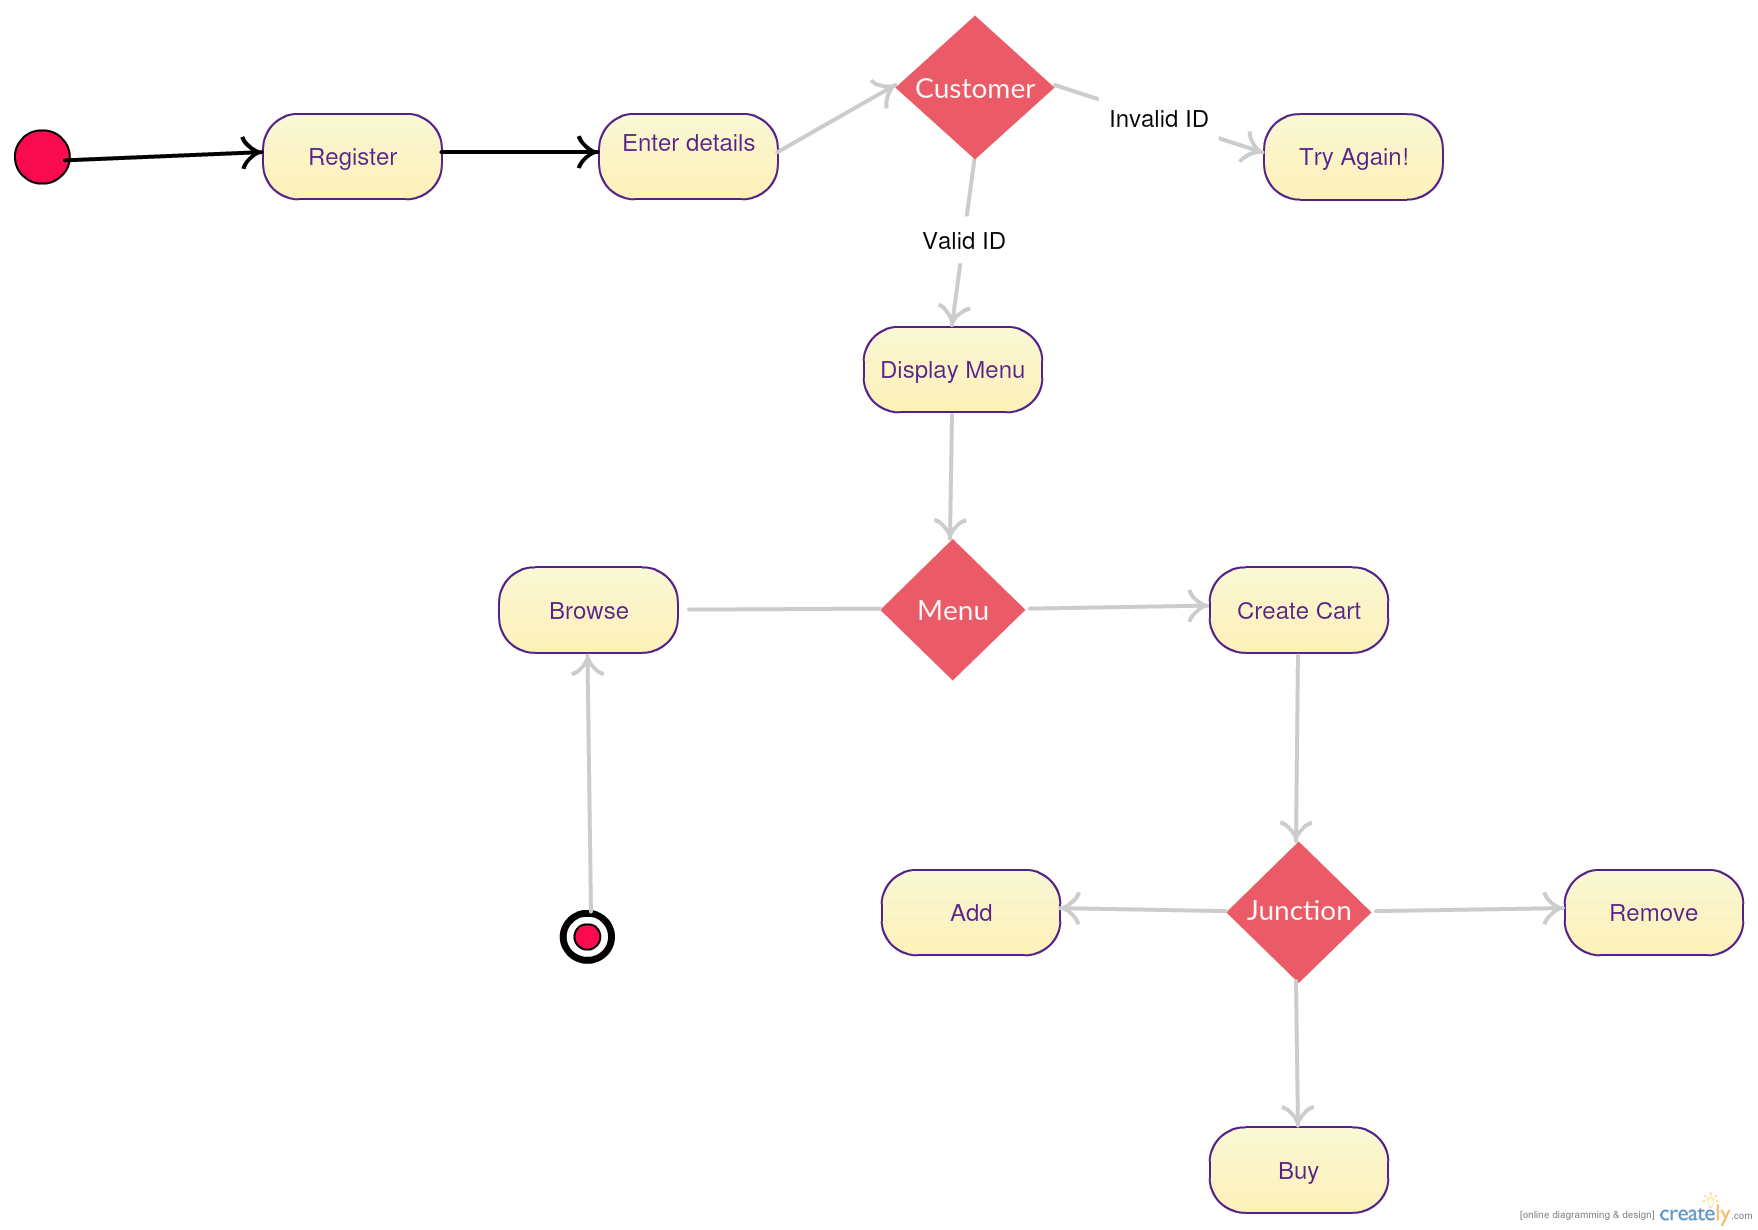 Customer
Invalid ID
Register
Enter details
Try Again!
Valid ID
Display Menu
Browse
Menu
Create Cart
Add
Junction
Remove
Buy
[online diagramming & design] creately.com